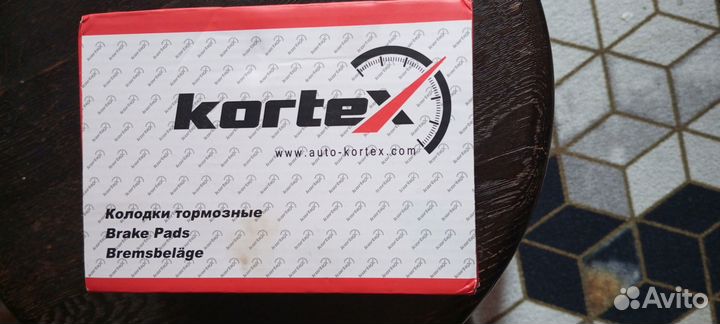 kortex
www.auto-kortex.com
Колодки тормозные
Brake Pads
Bremsbeläge
Avito